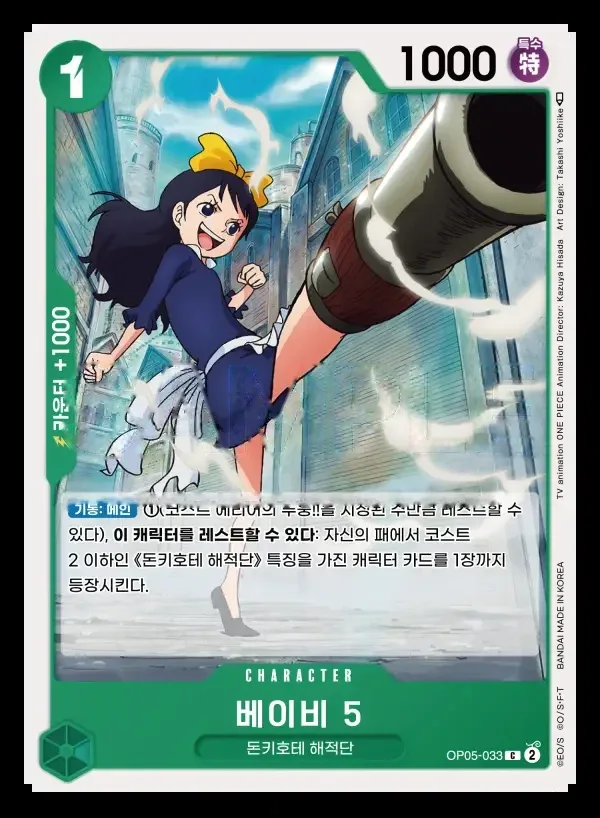 1
1000
특수
特
TV animation ONE PIECE Animation Director: Kazuya Hisada Art Design: Takashi Yoshiike
카운터 +1000
기동: 메인 ①(코스트 에리어의 두웅!!을 지정된 수만큼 레스트할 수
있다), 이 캐릭터를 레스트할 수 있다: 자신의 패에서 코스트
2 이하인 《돈키호테 해적단》 특징을 가진 캐릭터 카드를 1장까지
등장시킨다.
CHARACTER
베이비 5
돈키호테 해적단
OP05-033 C 2
©EO/S ©O/S·F·T BANDAI MADE IN KOREA